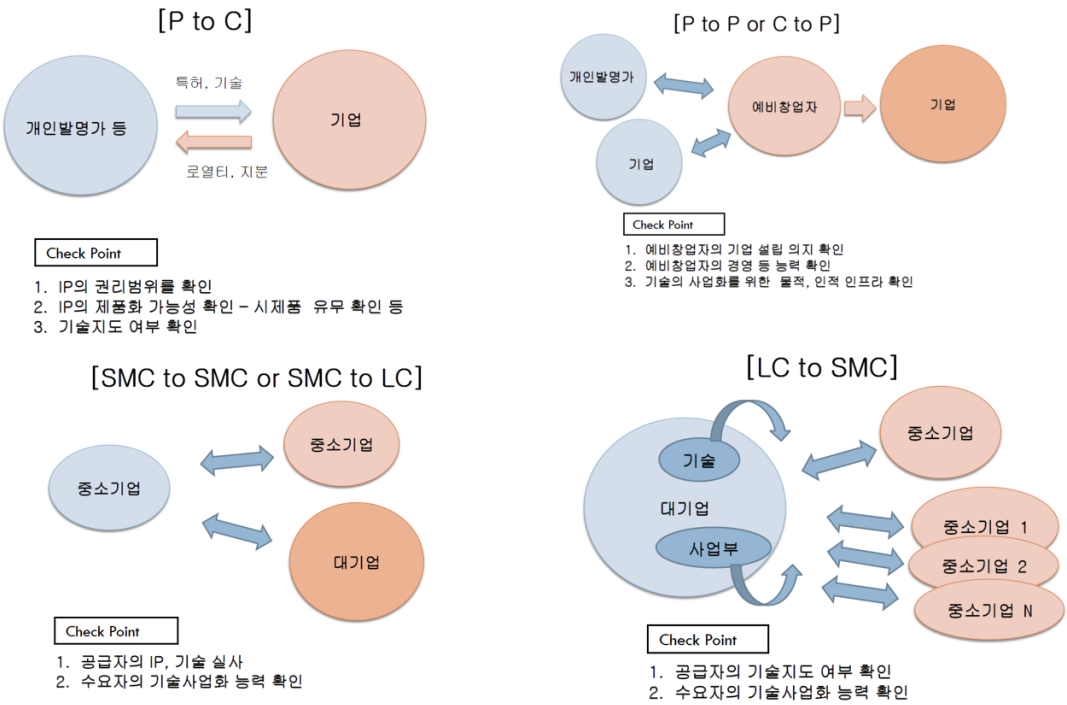 [P to C]
개인발명가 등
특허, 기술
로열티, 지분
기업
Check Point
1. IP의 권리범위를 확인
2. IP의 제품화 가능성 확인 – 시제품 유무 확인 등
3. 기술지도 여부 확인
[P to P or C to P]
개인발명가
기업
예비창업자
기업
Check Point
1. 예비창업자의 기업 설립 의지 확인
2. 예비창업자의 경영 등 능력 확인
3. 기술의 사업화를 위한 물적, 인적 인프라 확인
[SMC to SMC or SMC to LC]
중소기업
중소기업
대기업
Check Point
1. 공급자의 IP, 기술 실사
2. 수요자의 기술사업화 능력 확인
[LC to SMC]
기술
대기업
사업부
중소기업
중소기업 1
중소기업 2
중소기업 N
Check Point
1. 공급자의 기술지도 여부 확인
2. 수요자의 기술사업화 능력 확인